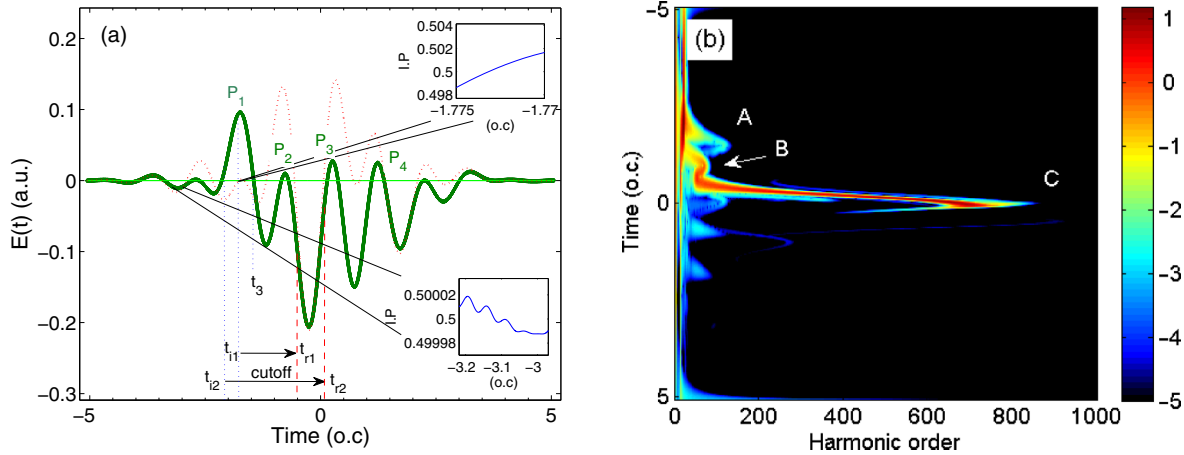 (a)
E(t) (a.u.)
0.2
0.1
0
−0.1
−0.2
−0.3
−5
0
5
Time (o.c)
P1
P2
P3
P4
t3
ti1
tr1
ti2
cutoff
tr2
I.P
0.504
0.502
0.5
0.498
−1.775
−1.77
(o.c)
I.P
0.50002
0.5
0.49998
−3.2
−3.1
−3
(o.c)
(b)
Time (o.c.)
-5
0
5
A
B
C
0
200
400
600
800
1000
Harmonic order
1
0
-1
-2
-3
-4
-5